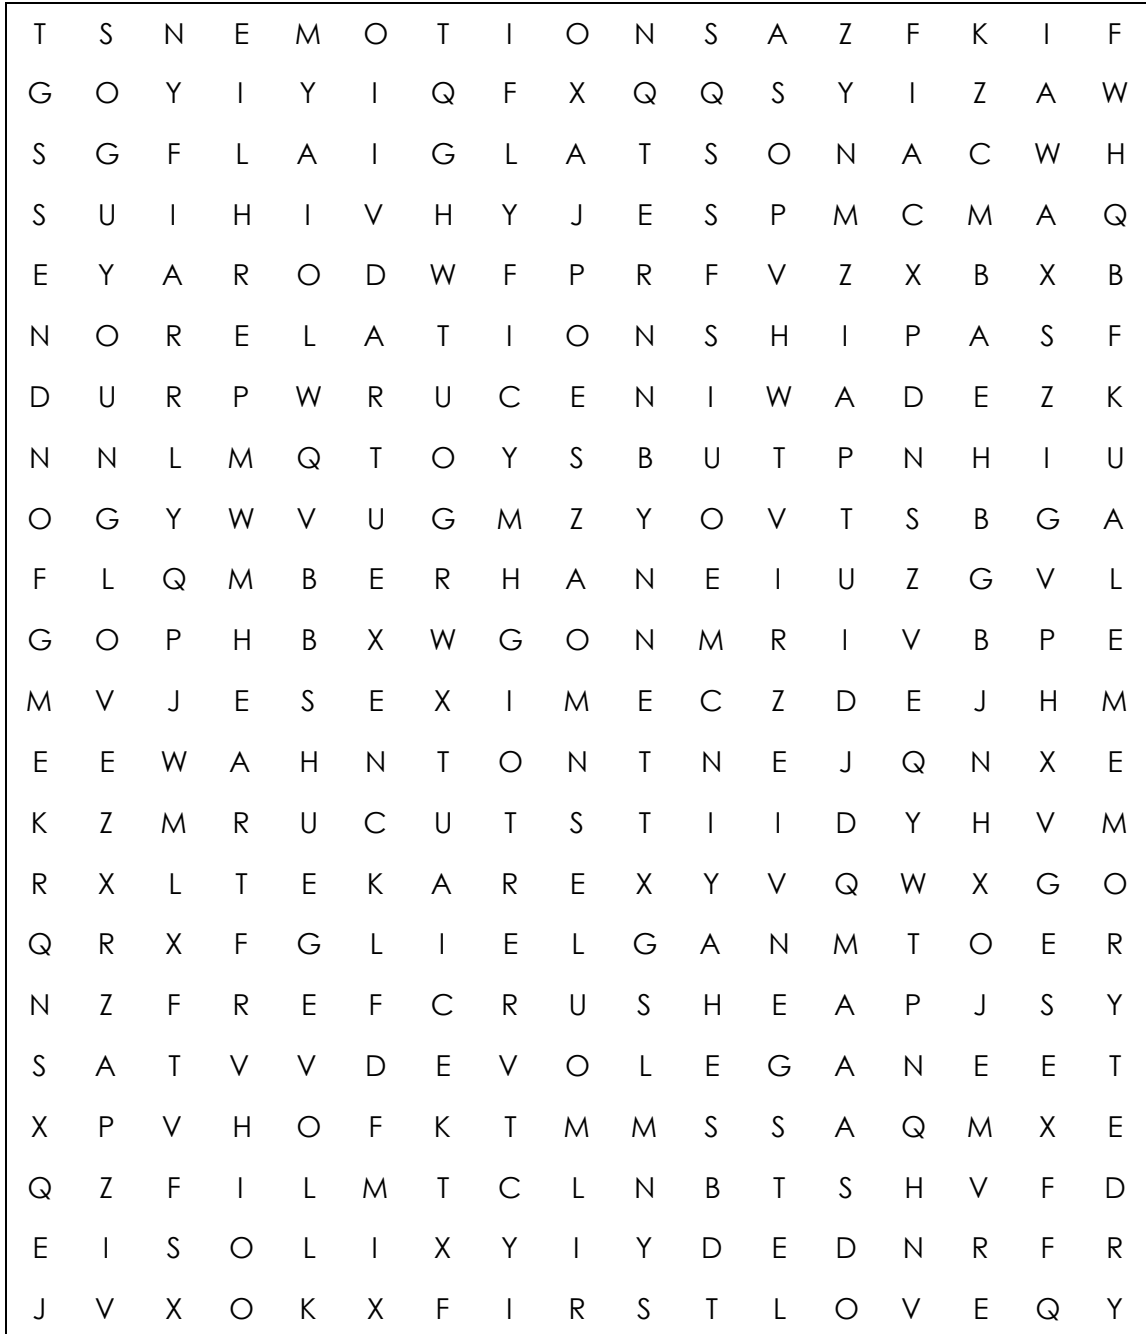 T S N E M O T I O N S A Z F K I F
G O Y I Y I Q F X Q Q S Y I Z A W
S G F L A I G L A T S O N A C W H
S U I H I V H Y J E S P M C M A Q
E Y A R O D W F P R F V Z X B X B
N O R E L A T I O N S H I P A S F
D U R P W R U C E N I W A D E Z K
N N L M Q T O Y S B U T P N H I U
O G Y W V U G M Z Y O V T S B G A
F L Q M B E R H A N E I U Z G V L
G O P H B X W G O N M R I V B P E
M V J E S E X I M E C Z D E J H M
E E W A H N T O N T N E J Q N X E
K Z M R U C U T S T I I D Y H V M
R X L T E K A R E X Y V Q W X G O
Q R X F G L I E L G A N M T O E R
N Z F R E F C R U S H E A P J S Y
S A T V V D E V O L E G A N E E T
X P V H O F K T M M S S A Q M X E
Q Z F I L M T C L N B T S H V F D
E I S O L I X Y I Y D E D N R F R
J V X O K X F I R S T L O V E Q Y